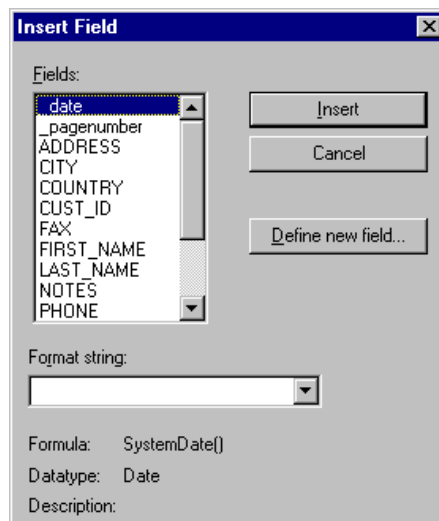 Insert Field
Fields:
_date
_pagenumber
ADDRESS
CITY
COUNTRY
CUST_ID
FAX
FIRST_NAME
LAST_NAME
NOTES
PHONE
Insert
Cancel
Define new field...
Format string:
Formula: SystemDate()
Datatype: Date
Description: